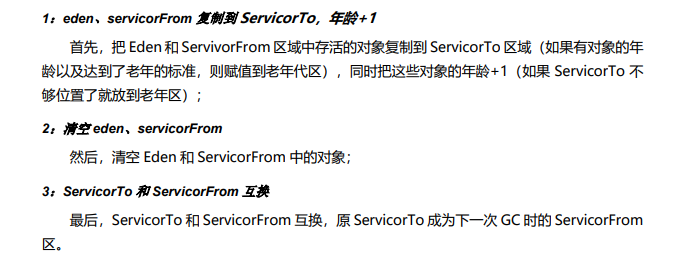 1：eden、servicorFrom 复制到 ServicorTo，年龄+1
首先，把 Eden 和 ServivorFrom 区域中存活的对象复制到 ServicorTo 区域（如果有对象的年
龄以及达到了老年的标准，则赋值到老年代区），同时把这些对象的年龄+1（如果 ServicorTo 不
够位置了就放到老年区）；
2：清空 eden、servicorFrom
然后，清空 Eden 和 ServicorFrom 中的对象；
3：ServicorTo 和 ServicorFrom 互换
最后，ServicorTo 和 ServicorFrom 互换，原 ServicorTo 成为下一次 GC 时的 ServicorFrom
区。